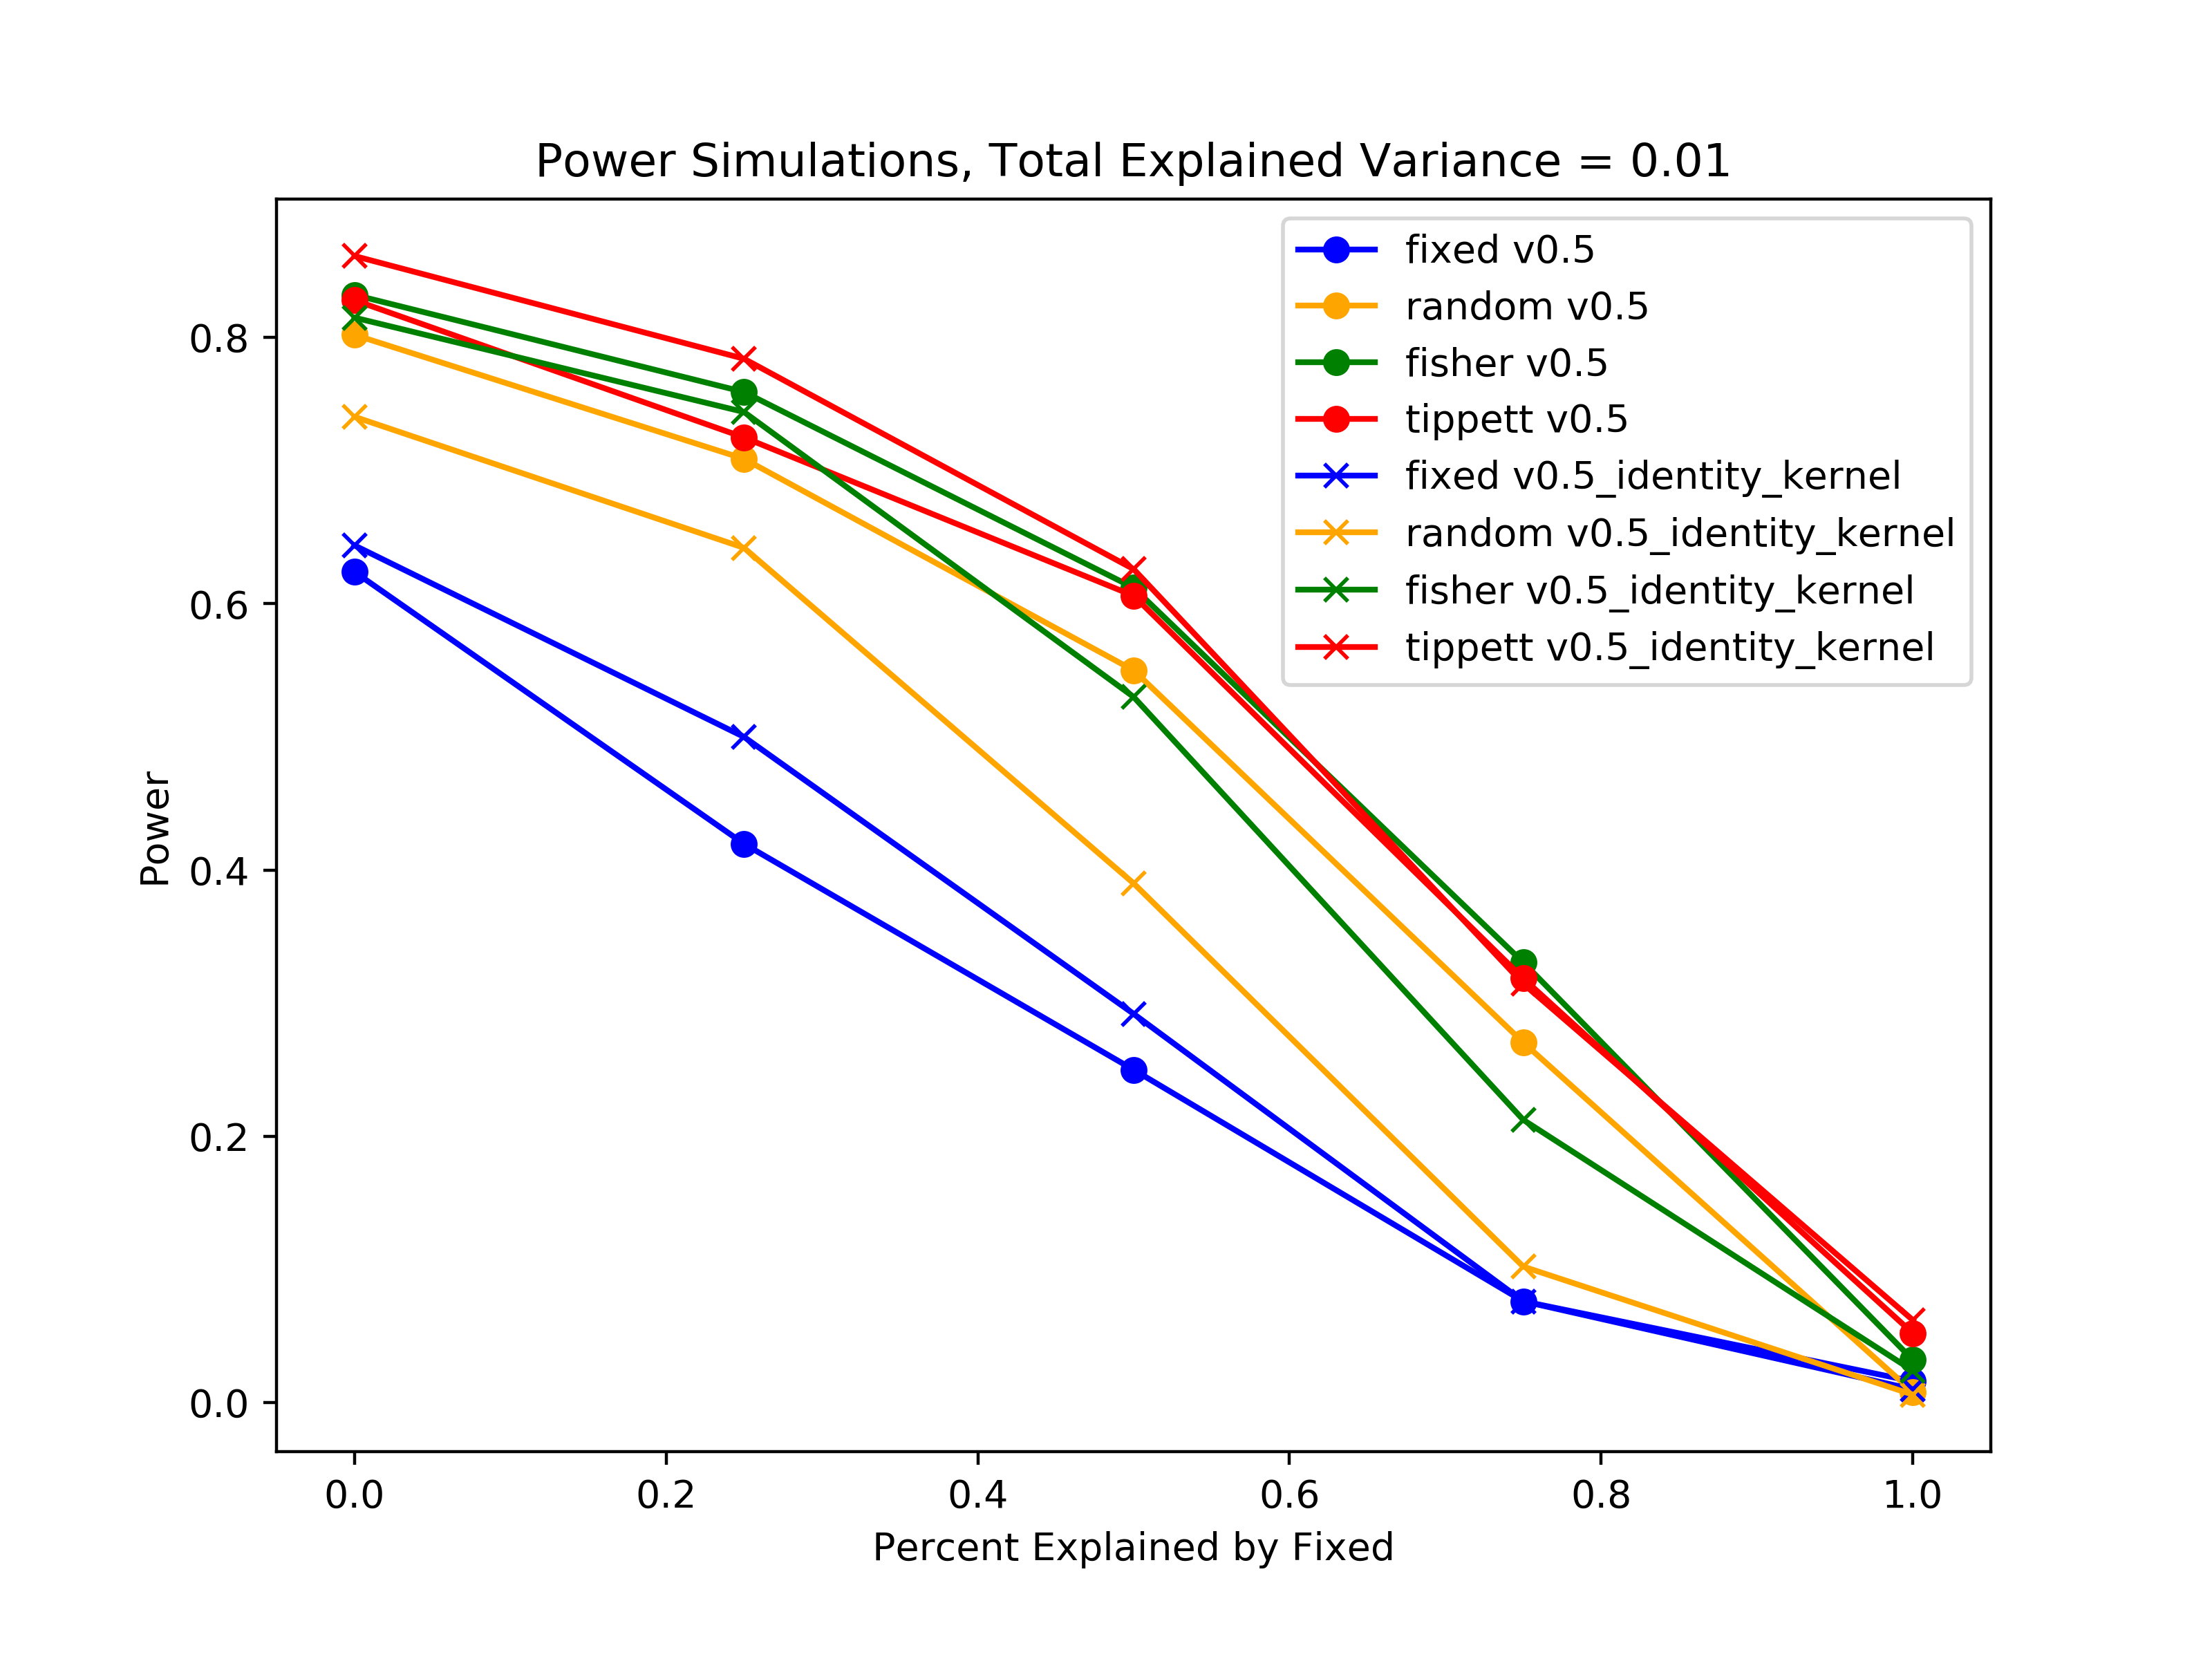 Power Simulations, Total Explained Variance = 0.01
fixed v0.5
random v0.5
fisher v0.5
tippett v0.5
fixed v0.5_identity_kernel
random v0.5_identity_kernel
fisher v0.5_identity_kernel
tippett v0.5_identity_kernel
Power
0.8
0.6
0.4
0.2
0.0
0.0 0.2 0.4 0.6 0.8 1.0
Percent Explained by Fixed